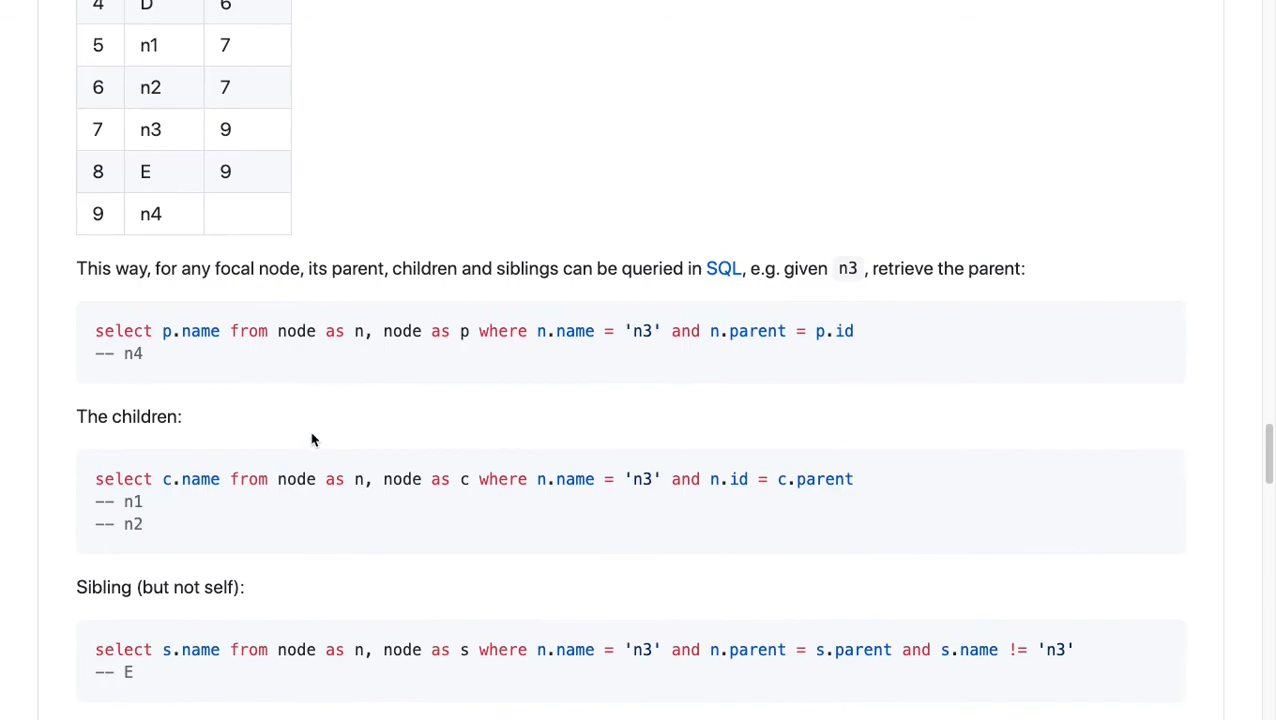 4 D 6
5 n1 7
6 n2 7
7 n3 9
8 E 9
9 n4
This way, for any focal node, its parent, children and siblings can be queried in SQL, e.g. given n3, retrieve the parent:
select p.name from node as n, node as p where n.name = 'n3' and n.parent = p.id
-- n4
The children:
select c.name from node as n, node as c where n.name = 'n3' and n.id = c.parent
-- n1
-- n2
Sibling (but not self):
select s.name from node as n, node as s where n.name = 'n3' and n.parent = s.parent and s.name != 'n3'
-- E